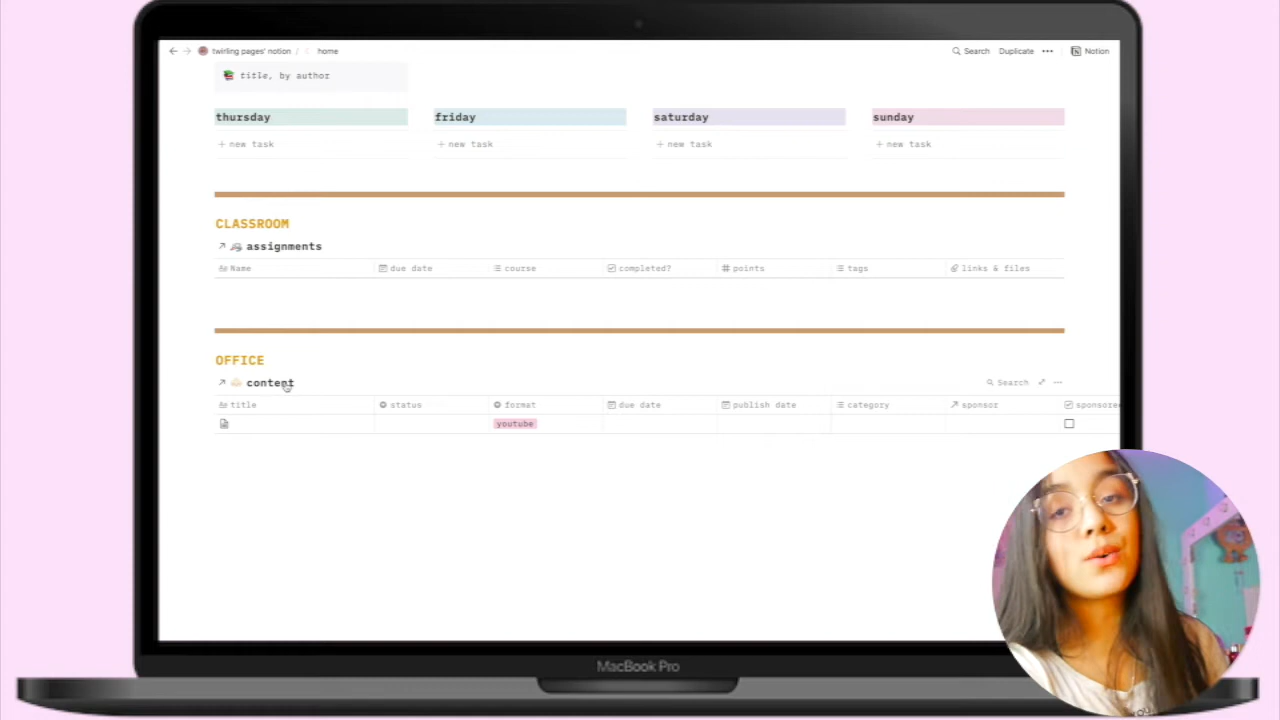 twirling pages' notion / home
Search Duplicate ••• Notion
title, by author
thursday friday saturday sunday
+ new task + new task + new task + new task
CLASSROOM
↗ assignments
Name due date course completed? points tags links & files
OFFICE
↗ content Search •••
title status format due date publish date category sponsor sponsore
youtube
MacBook Pro
YOU